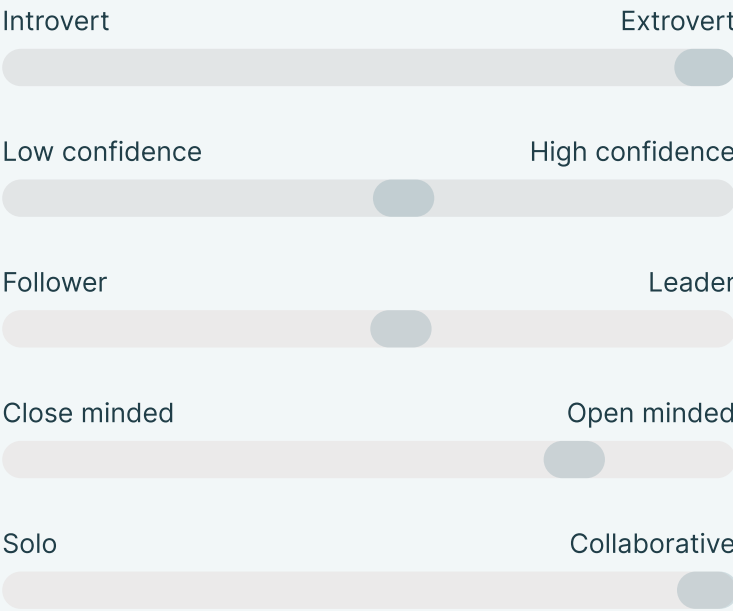 Introvert Extrovert
Low confidence High confidence
Follower Leader
Close minded Open minded
Solo Collaborative